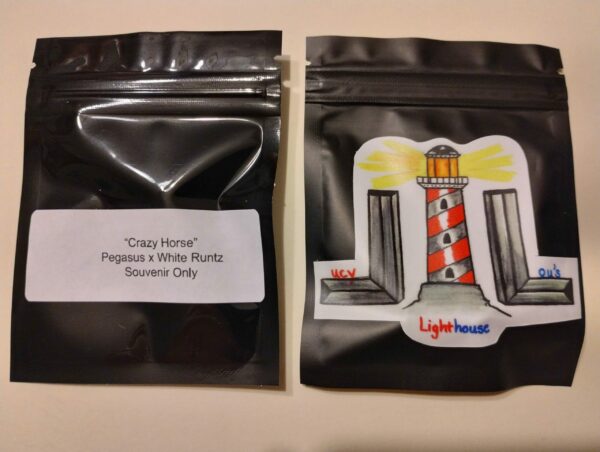 “Crazy Horse”
Pegasus x White Runtz
Souvenir Only
UCV
OU'S
Lighthouse